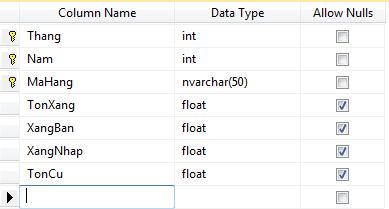 Column Name Data Type Allow Nulls
Thang int
Nam int
MaHang nvarchar(50)
TonXang float
XangBan float
XangNhap float
TonCu float